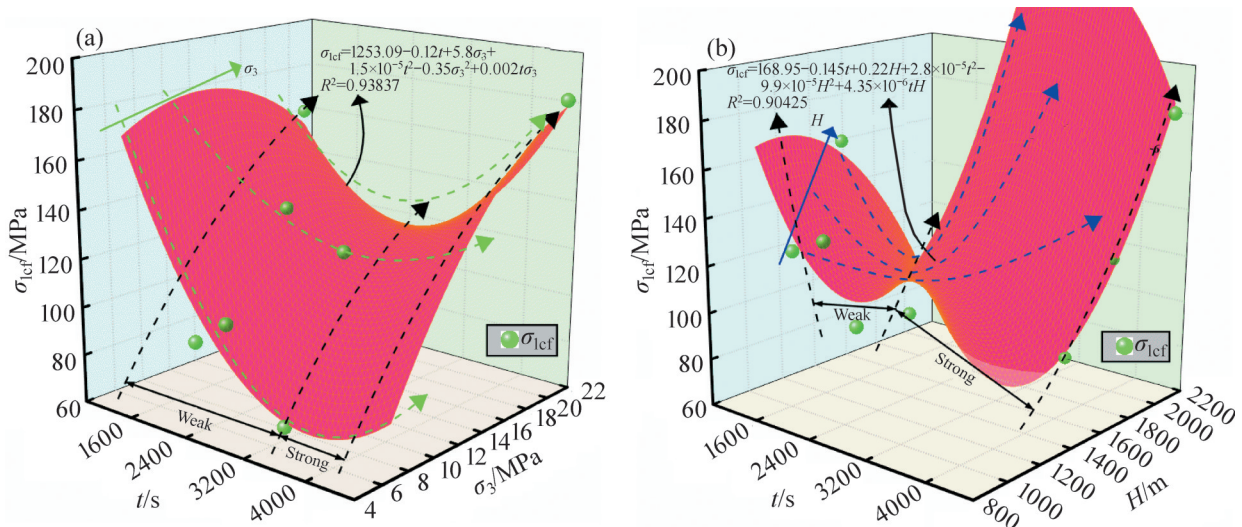 (a)
σ1cf=1253.09−0.12t+5.8σ3+
1.5×10⁻⁵t²−0.35σ3²+0.002tσ3
R²=0.93837
σ3
200
180
160
140
120
100
80
60
σ1cf/MPa
Weak
Strong
σ1cf
1600
2400
3200
4000
t/s
4
6
8
10
12
14
16
18
20
22
σ3/MPa
(b)
σ1cf=168.95−0.145t+0.22H+2.8×10⁻⁵t²−
9.9×10⁻⁵H²+4.35×10⁻⁶tH
R²=0.90425
H
200
180
160
140
120
100
80
60
σ1cf/MPa
Weak
Strong
σ1cf
1600
2400
3200
4000
t/s
800
1000
1200
1400
1600
1800
2000
2200
H/m